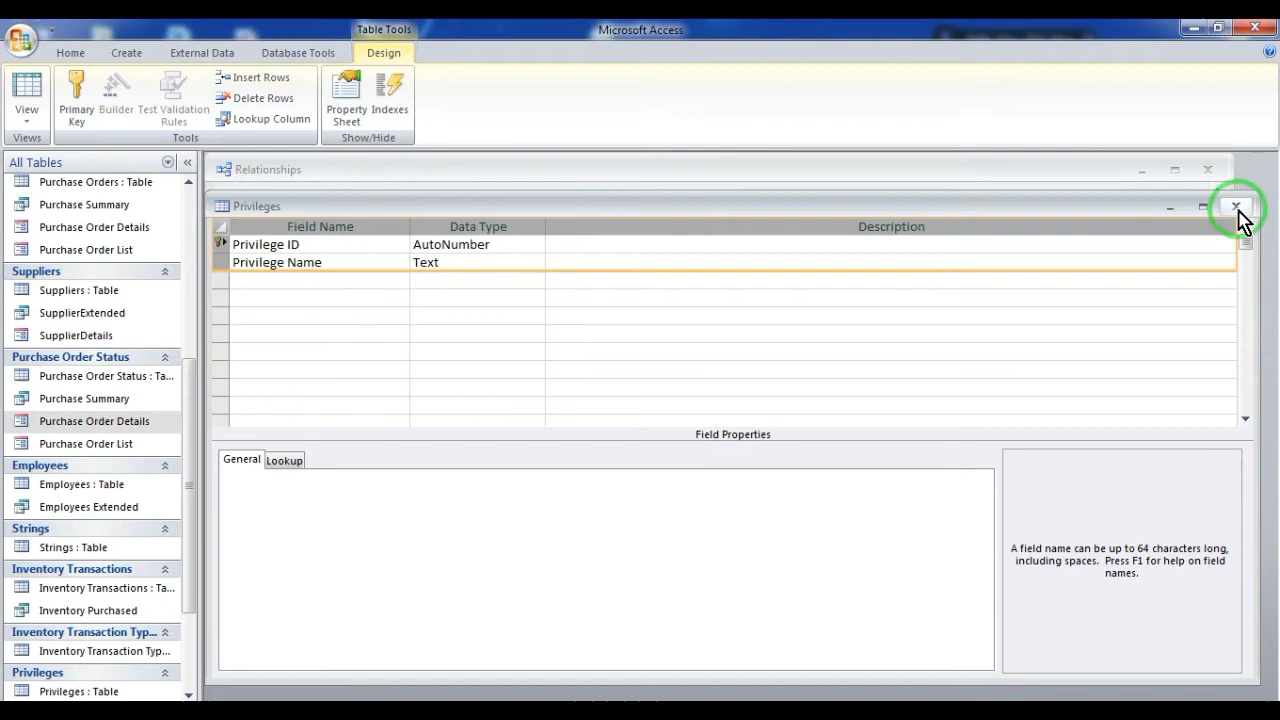 Table Tools
Microsoft Access
Home
Create
External Data
Database Tools
Design
View
Primary Key
Builder
Test Validation Rules
Insert Rows
Delete Rows
Lookup Column
Property Sheet
Indexes
Views
Tools
Show/Hide
All Tables
Purchase Orders : Table
Purchase Summary
Purchase Order Details
Purchase Order List
Suppliers
Suppliers : Table
SupplierExtended
SupplierDetails
Purchase Order Status
Purchase Order Status : Ta...
Purchase Summary
Purchase Order Details
Purchase Order List
Employees
Employees : Table
Employees Extended
Strings
Strings : Table
Inventory Transactions
Inventory Transactions : Ta...
Inventory Purchased
Inventory Transaction Typ...
Inventory Transaction Typ...
Privileges
Privileges : Table
Relationships
Privileges
Field Name
Data Type
Description
Privilege ID
AutoNumber
Privilege Name
Text
Field Properties
General
Lookup
A field name can be up to 64 characters long,
including spaces. Press F1 for help on field
names.